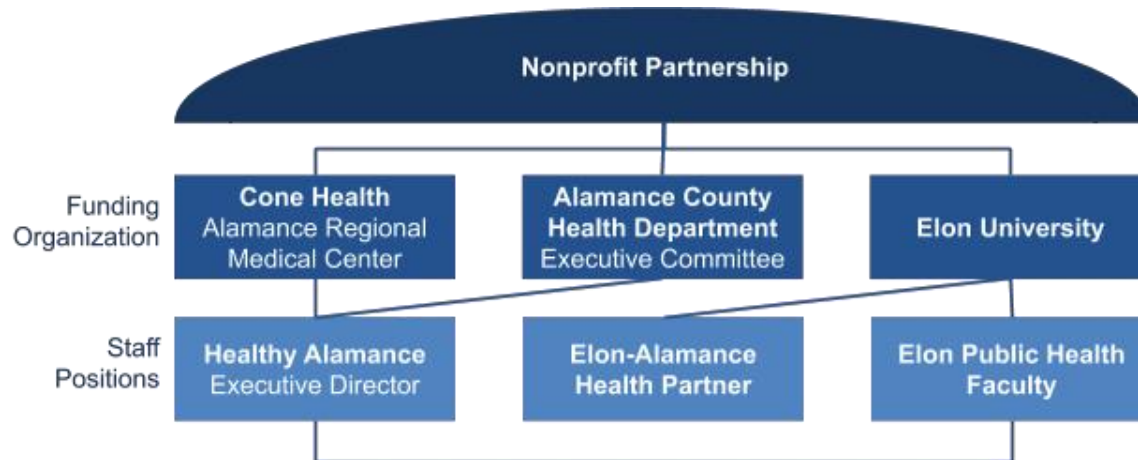 Nonprofit Partnership
Funding
Organization
Cone Health
Alamance Regional
Medical Center
Alamance County
Health Department
Executive Committee
Elon University
Staff
Positions
Healthy Alamance
Executive Director
Elon-Alamance
Health Partner
Elon Public Health
Faculty